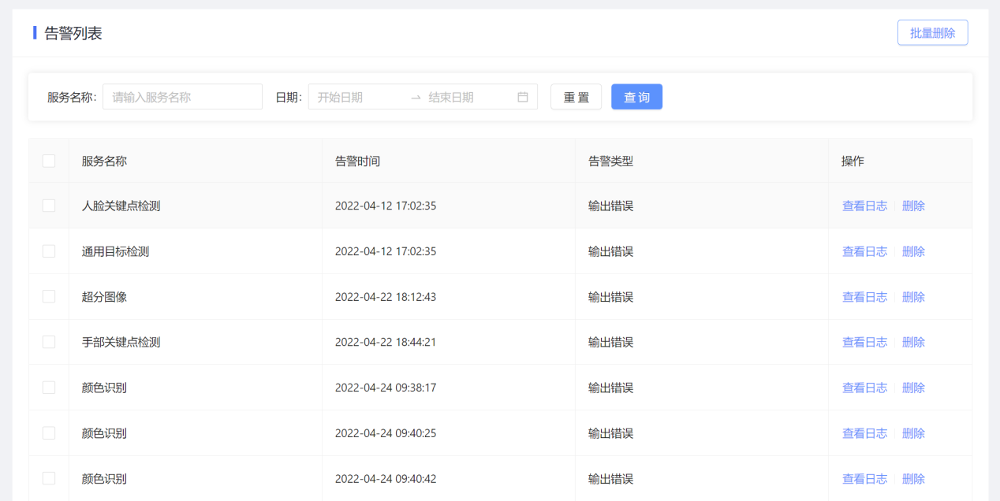 告警列表 批量删除
服务名称: 请输入服务名称 日期: 开始日期 → 结束日期 重 置 查 询
服务名称 告警时间 告警类型 操作
人脸关键点检测 2022-04-12 17:02:35 输出错误 查看日志 删除
通用目标检测 2022-04-12 17:02:35 输出错误 查看日志 删除
超分图像 2022-04-22 18:12:43 输出错误 查看日志 删除
手部关键点检测 2022-04-22 18:44:21 输出错误 查看日志 删除
颜色识别 2022-04-24 09:38:17 输出错误 查看日志 删除
颜色识别 2022-04-24 09:40:25 输出错误 查看日志 删除
颜色识别 2022-04-24 09:40:42 输出错误 查看日志 删除